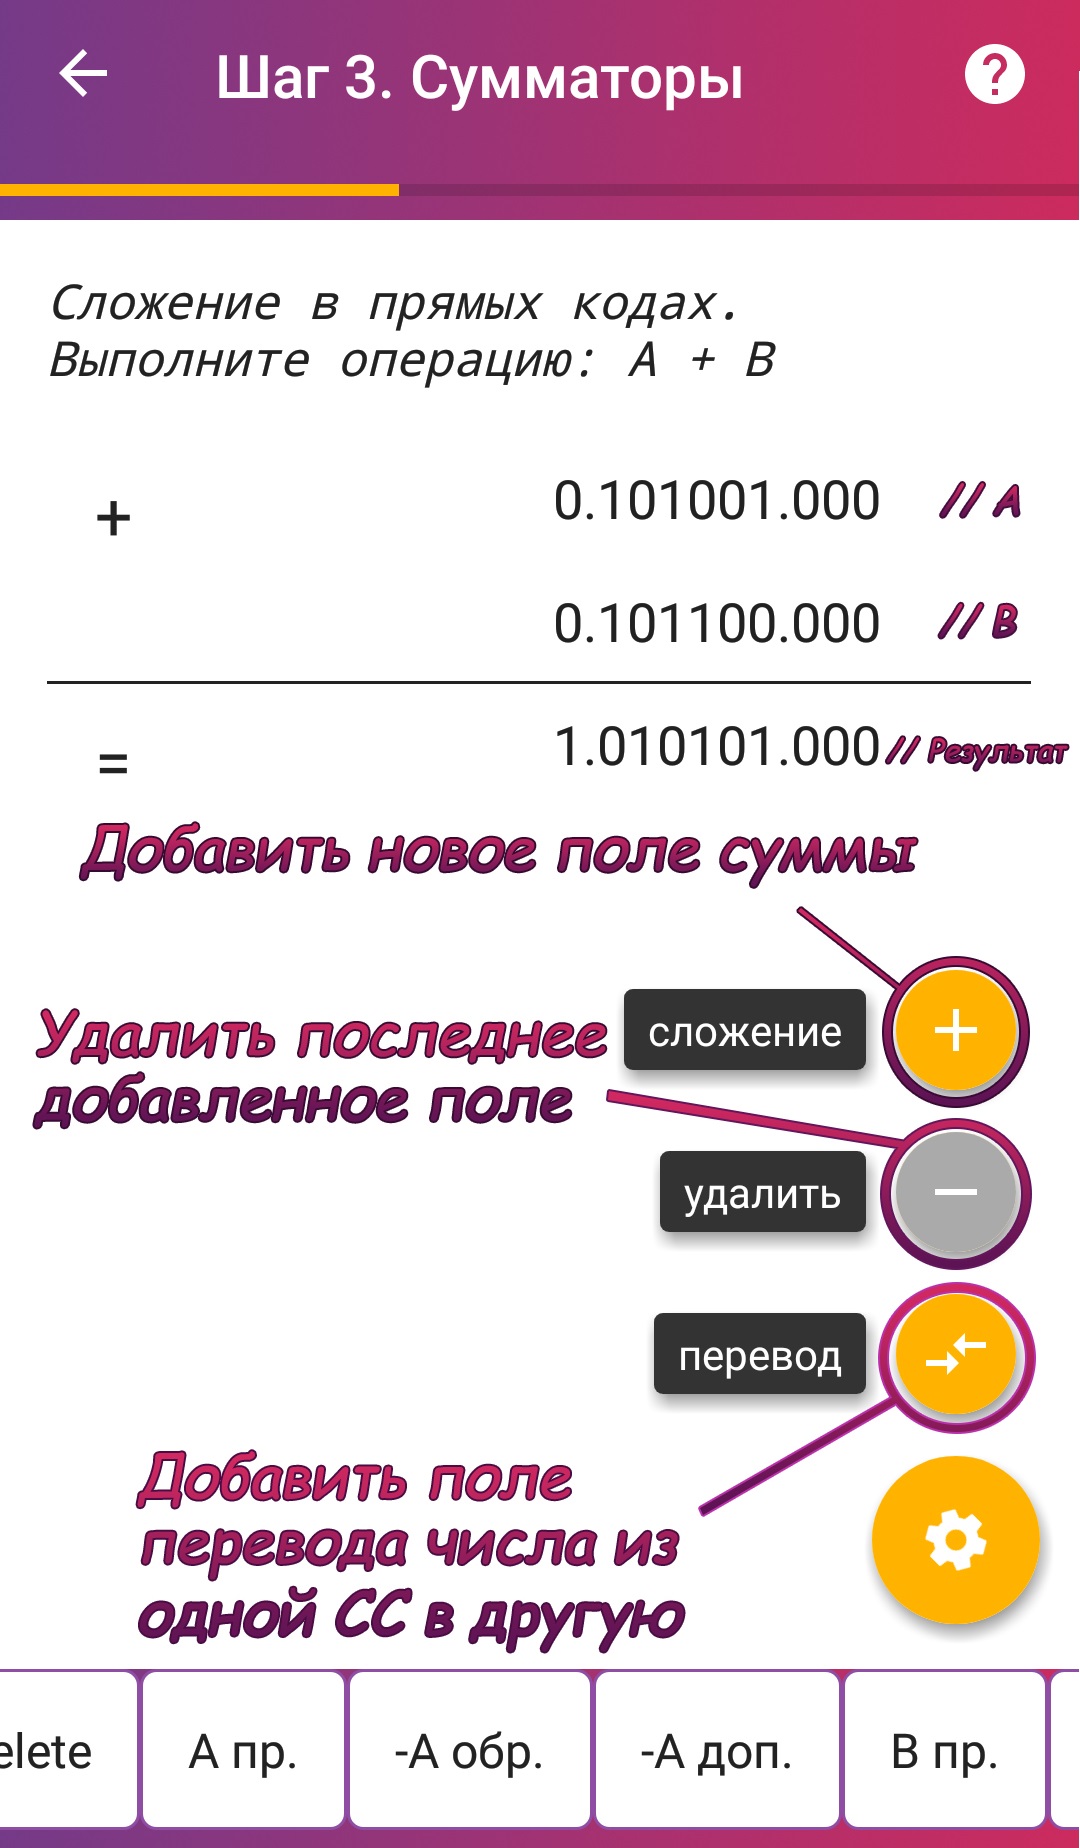 Шаг 3. Сумматоры
?
Сложение в прямых кодах.
Выполните операцию: А + В
+ 0.101001.000 // А
0.101100.000 // В
= 1.010101.000 // Результат
Добавить новое поле суммы
+
Удалить последнее
добавленное поле
сложение
удалить
перевод
Добавить поле
перевода числа из
одной СС в другую
elete
А пр.
-А обр.
-А доп.
В пр.